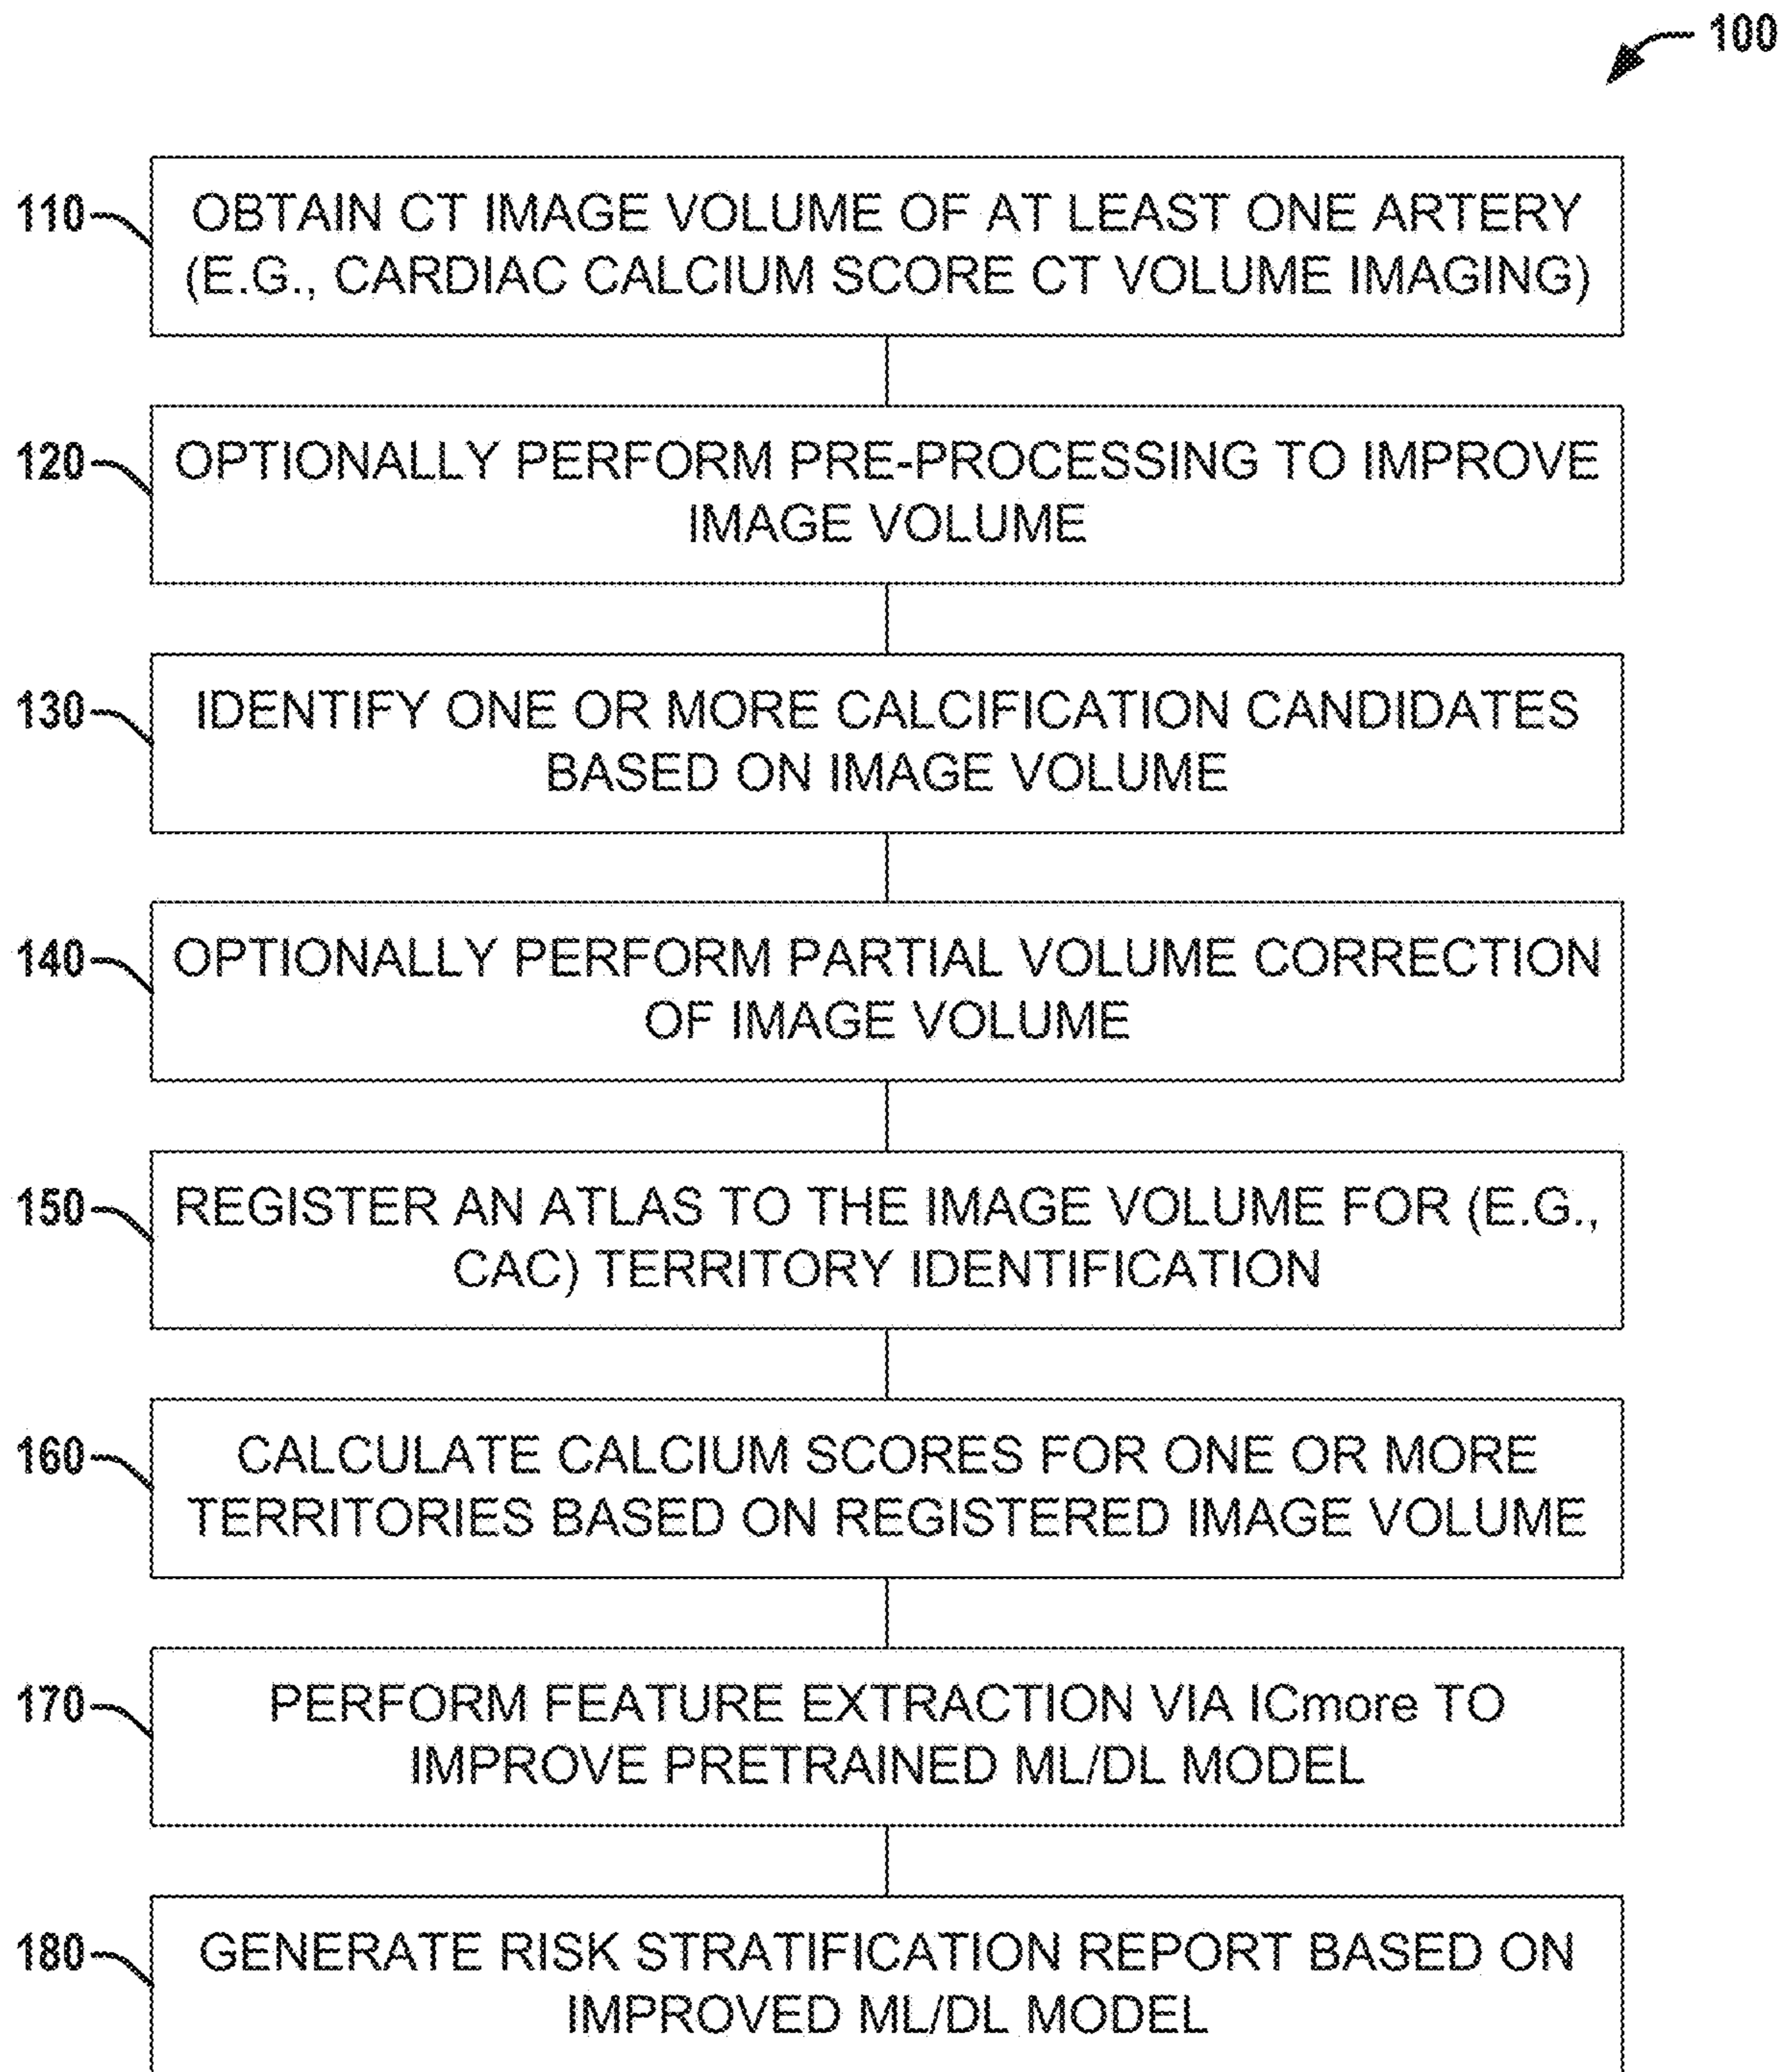 100
110
OBTAIN CT IMAGE VOLUME OF AT LEAST ONE ARTERY
(E.G., CARDIAC CALCIUM SCORE CT VOLUME IMAGING)
120
OPTIONALLY PERFORM PRE-PROCESSING TO IMPROVE
IMAGE VOLUME
130
IDENTIFY ONE OR MORE CALCIFICATION CANDIDATES
BASED ON IMAGE VOLUME
140
OPTIONALLY PERFORM PARTIAL VOLUME CORRECTION
OF IMAGE VOLUME
150
REGISTER AN ATLAS TO THE IMAGE VOLUME FOR (E.G.,
CAC) TERRITORY IDENTIFICATION
160
CALCULATE CALCIUM SCORES FOR ONE OR MORE
TERRITORIES BASED ON REGISTERED IMAGE VOLUME
170
PERFORM FEATURE EXTRACTION VIA ICmore TO
IMPROVE PRETRAINED ML/DL MODEL
180
GENERATE RISK STRATIFICATION REPORT BASED ON
IMPROVED ML/DL MODEL